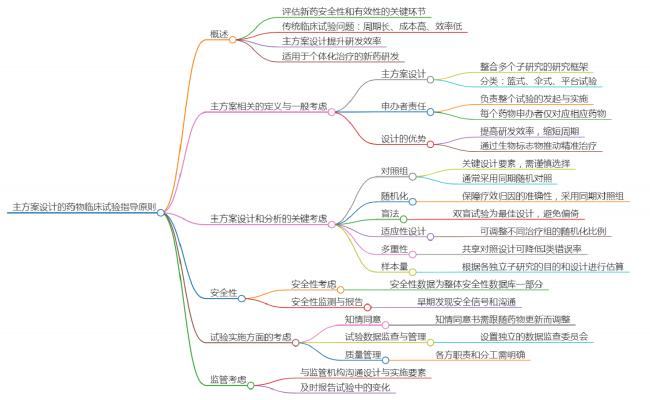 主方案设计的药物临床试验指导原则
概述
评估新药安全性和有效性的关键环节
传统临床试验问题：周期长、成本高、效率低
主方案设计提升研发效率
适用于个体化治疗的新药研发
主方案相关的定义与一般考虑
主方案设计
整合多个子研究的研究框架
分类：篮式、伞式、平台试验
申办者责任
负责整个试验的发起与实施
每个药物申办者仅对应相应药物
设计的优势
提高研发效率，缩短周期
通过生物标志物推动精准治疗
主方案设计和分析的关键考虑
对照组
关键设计要素，需谨慎选择
通常采用同期随机对照
随机化
保障疗效归因的准确性，采用同期对照组
盲法
双盲试验为最佳设计，避免偏倚
适应性设计
可调整不同治疗组的随机化比例
多重性
共享对照设计可降低I类错误率
样本量
根据各独立子研究的目的和设计进行估算
安全性
安全性考虑
安全性数据为整体安全性数据库一部分
安全性监测与报告
早期发现安全信号和沟通
试验实施方面的考虑
知情同意
知情同意书需跟随药物更新而调整
试验数据监查与管理
设置独立的数据监查委员会
质量管理
各方职责和分工需明确
监管考虑
与监管机构沟通设计与实施要素
及时报告试验中的变化